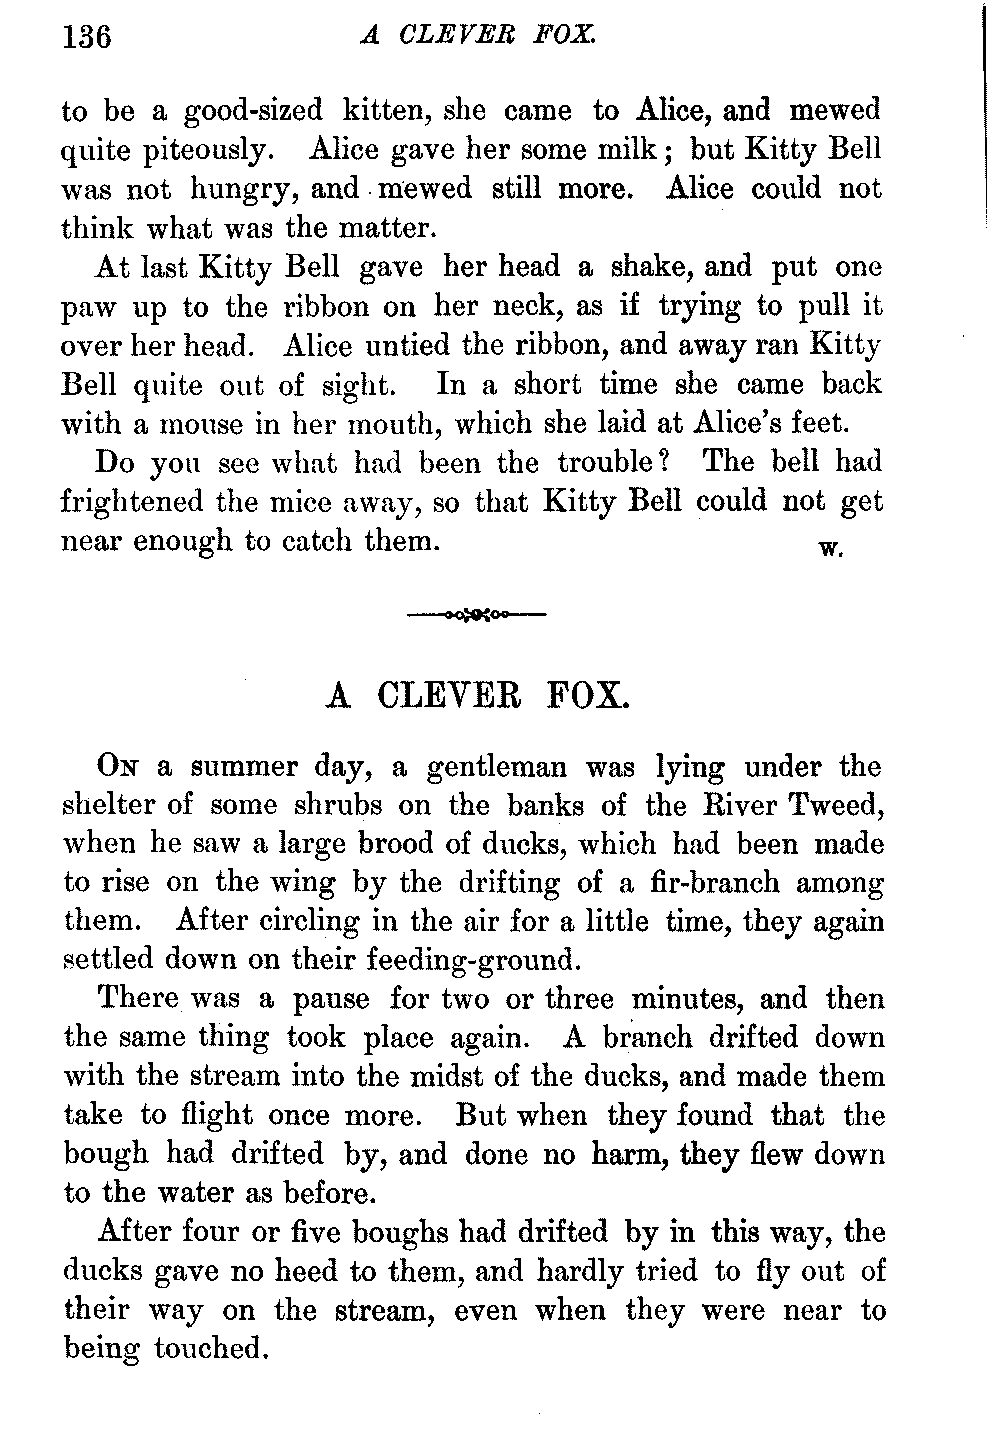 136 A CLEVER FOX.
to be a good-sized kitten, she came to Alice, and mewed
quite piteously. Alice gave her some milk; but Kitty Bell
was not hungry, and mewed still more. Alice could not
think what was the matter.
At last Kitty Bell gave her head a shake, and put one
paw up to the ribbon on her neck, as if trying to pull it
over her head. Alice untied the ribbon, and away ran Kitty
Bell quite out of sight. In a short time she came back
with a mouse in her mouth, which she laid at Alice's feet.
Do you see what had been the trouble? The bell had
frightened the mice away, so that Kitty Bell could not get
near enough to catch them. W.
A CLEVER FOX.
ON a summer day, a gentleman was lying under the
shelter of some shrubs on the banks of the River Tweed,
when he saw a large brood of ducks, which had been made
to rise on the wing by the drifting of a fir-branch among
them. After circling in the air for a little time, they again
settled down on their feeding-ground.
There was a pause for two or three minutes, and then
the same thing took place again. A branch drifted down
with the stream into the midst of the ducks, and made them
take to flight once more. But when they found that the
bough had drifted by, and done no harm, they flew down
to the water as before.
After four or five boughs had drifted by in this way, the
ducks gave no heed to them, and hardly tried to fly out of
their way on the stream, even when they were near to
being touched.